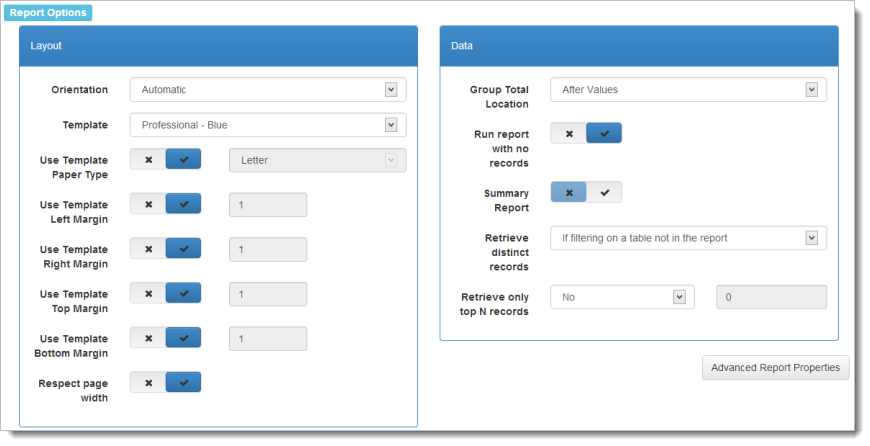 Report Options
Layout
Orientation
Automatic
Template
Professional - Blue
Use Template
Paper Type
Letter
Use Template
Left Margin
1
Use Template
Right Margin
1
Use Template
Top Margin
1
Use Template
Bottom Margin
1
Respect page
width
Data
Group Total
Location
After Values
Run report
with no
records
Summary
Report
Retrieve
distinct
records
If filtering on a table not in the report
Retrieve only
top N records
No
0
Advanced Report Properties